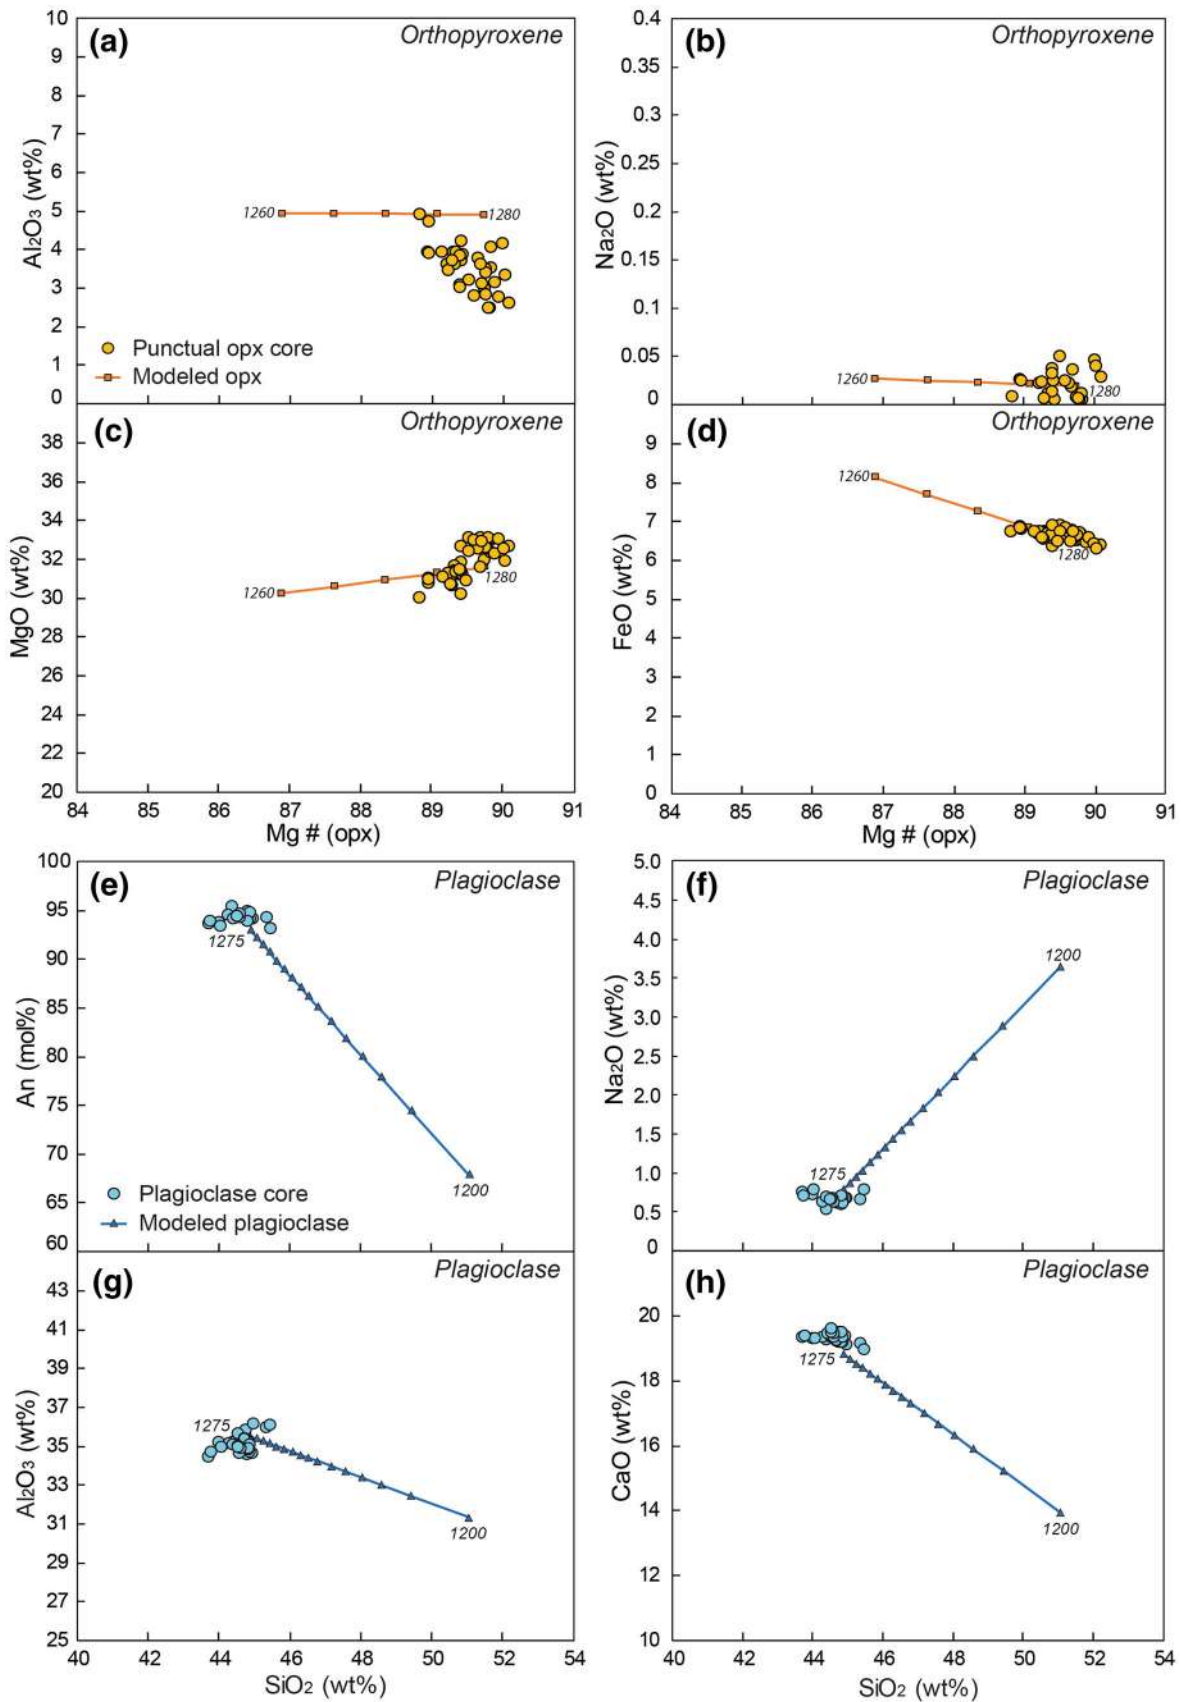 (a)
Orthopyroxene
10
9
8
7
6
5
4
3
2
1
0
Al₂O₃ (wt%)
1260
1280
Punctual opx core
Modeled opx
(b)
Orthopyroxene
0.4
0.35
0.3
0.25
0.2
0.15
0.1
0.05
0
Na₂O (wt%)
1260
1280
(c)
Orthopyroxene
38
36
34
32
30
28
26
24
22
20
MgO (wt%)
1260
1280
84 85 86 87 88 89 90 91
Mg # (opx)
(d)
Orthopyroxene
9
8
7
6
5
4
3
2
1
0
FeO (wt%)
1260
1280
84 85 86 87 88 89 90 91
Mg # (opx)
(e)
Plagioclase
100
95
90
85
80
75
70
65
60
An (mol%)
1275
1200
Plagioclase core
Modeled plagioclase
(f)
Plagioclase
5.0
4.5
4.0
3.5
3.0
2.5
2.0
1.5
1.0
0.5
0
Na₂O (wt%)
1200
1275
40 42 44 46 48 50 52 54
(g)
Plagioclase
43
41
39
37
35
33
31
29
27
25
Al₂O₃ (wt%)
1275
1200
40 42 44 46 48 50 52 54
SiO₂ (wt%)
(h)
Plagioclase
20
18
16
14
12
10
CaO (wt%)
1275
1200
40 42 44 46 48 50 52 54
SiO₂ (wt%)